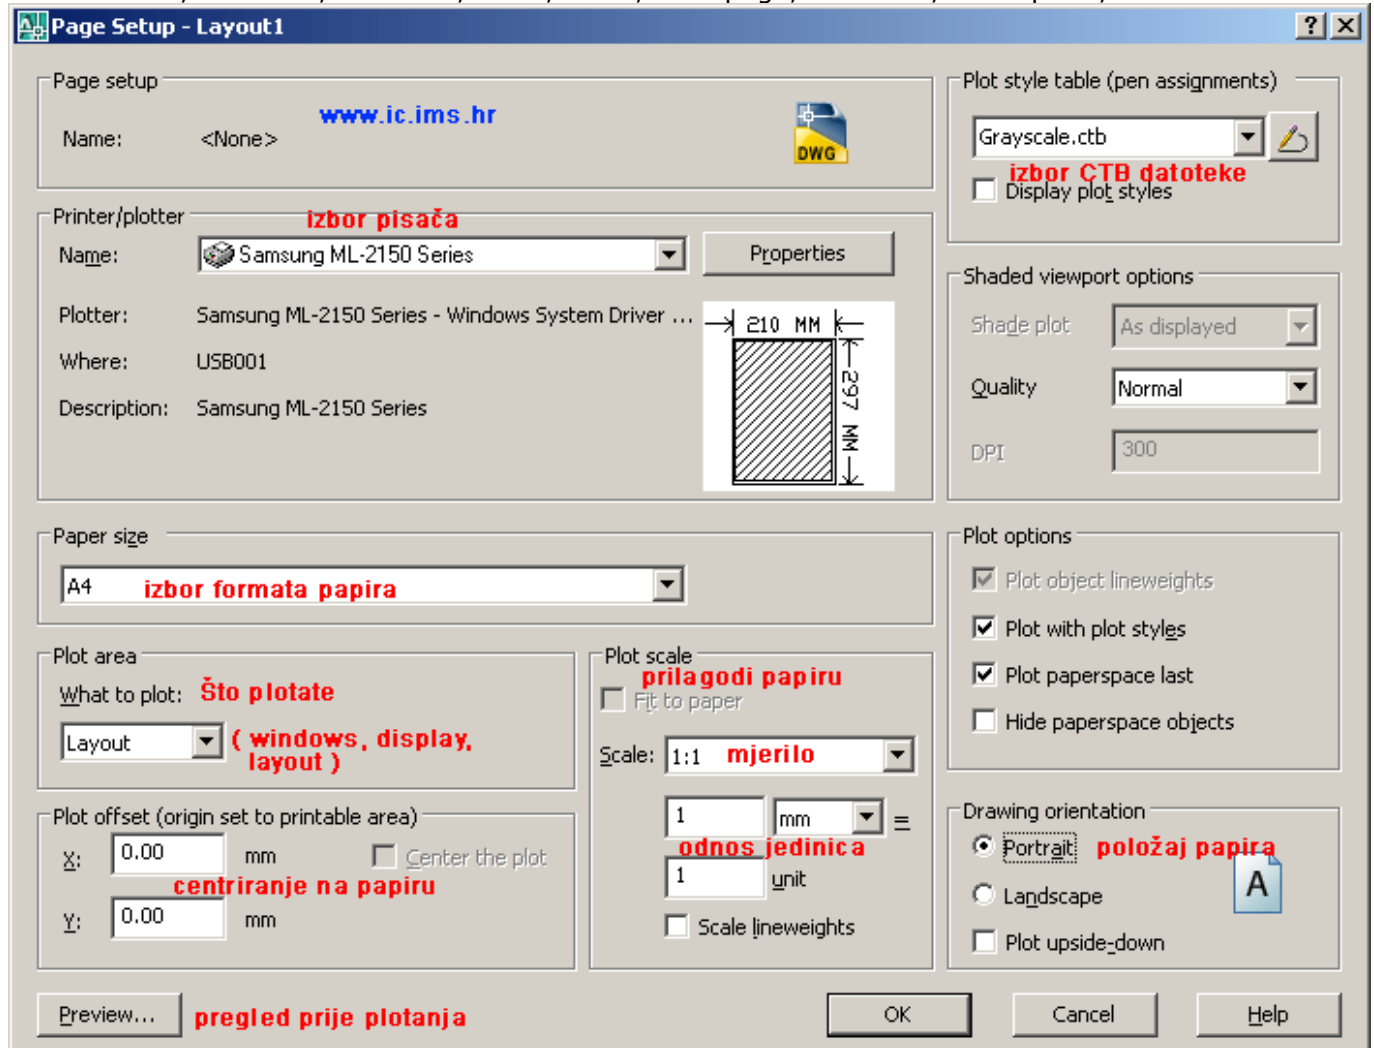 Page Setup - Layout1
Page setup
www.ic.ims.hr
Name: <None>
DWG
Printer/plotter
izbor pisača
Name: Samsung ML-2150 Series Properties
Plotter: Samsung ML-2150 Series - Windows System Driver ...
Where: USB001
Description: Samsung ML-2150 Series
210 MM
297 MM
Paper size
A4 izbor formata papira
Plot area
What to plot: Što plotate
Layout ( windows, display,
layout )
Plot offset (origin set to printable area)
X: 0.00 mm Center the plot
centriranje na papiru
Y: 0.00 mm
Plot scale
prilagodi papiru
Fit to paper
Scale: 1:1 mjerilo
1 mm =
odnos jedinica
1 unit
Scale lineweights
Plot style table (pen assignments)
Grayscale.ctb
izbor CTB datoteke
Display plot styles
Shaded viewport options
Shade plot As displayed
Quality Normal
DPI 300
Plot options
Plot object lineweights
Plot with plot styles
Plot paperspace last
Hide paperspace objects
Drawing orientation
Portrait položaj papira
A
Landscape
Plot upside-down
Preview... pregled prije plotanja
OK Cancel Help